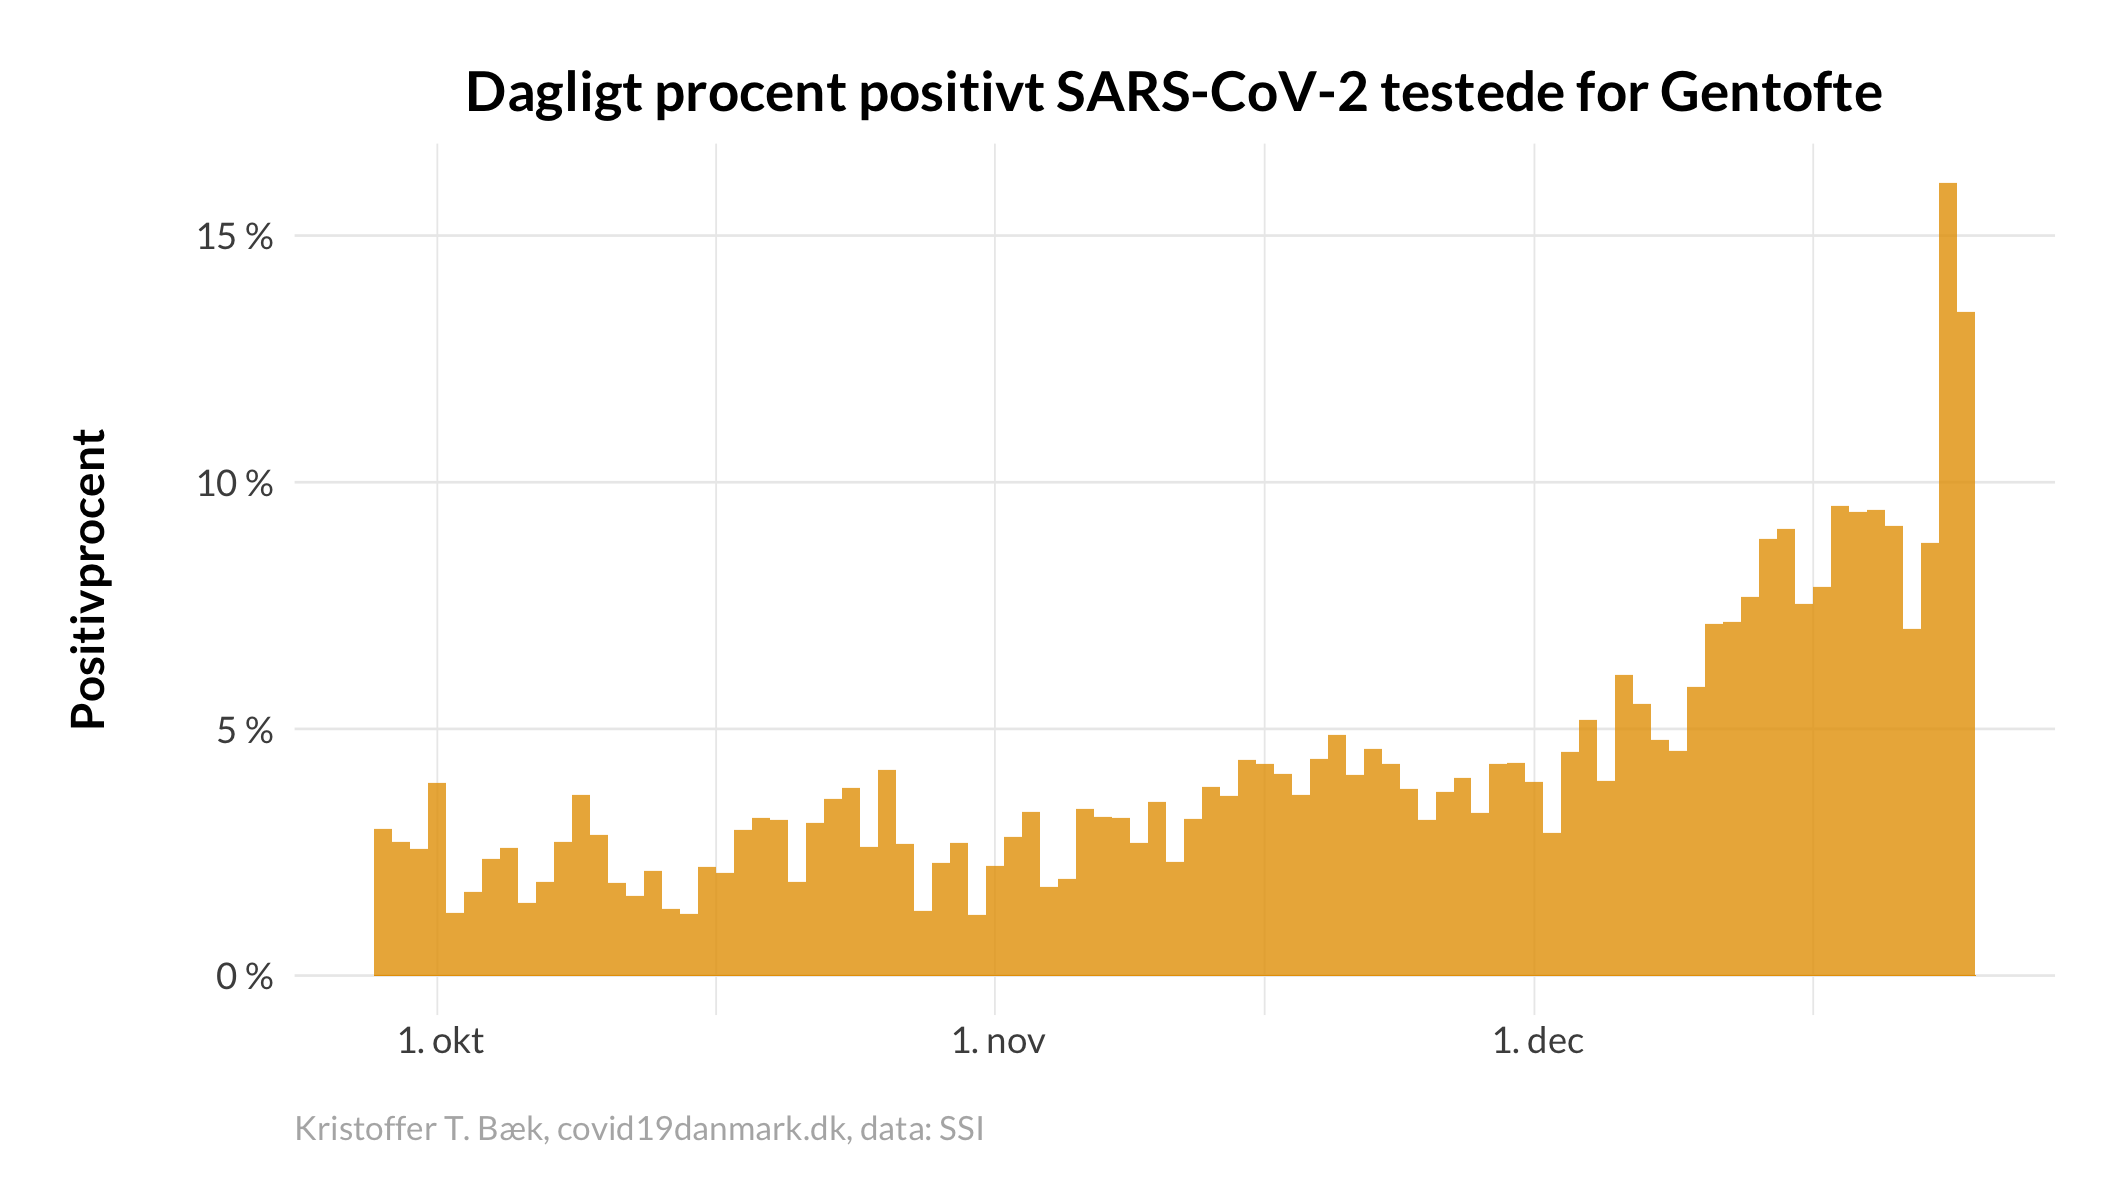 Dagligt procent positivt SARS-CoV-2 testede for Gentofte
Positivprocent
15 %
10 %
5 %
0 %
1. okt
1. nov
1. dec
Kristoffer T. Bæk, covid19danmark.dk, data: SSI